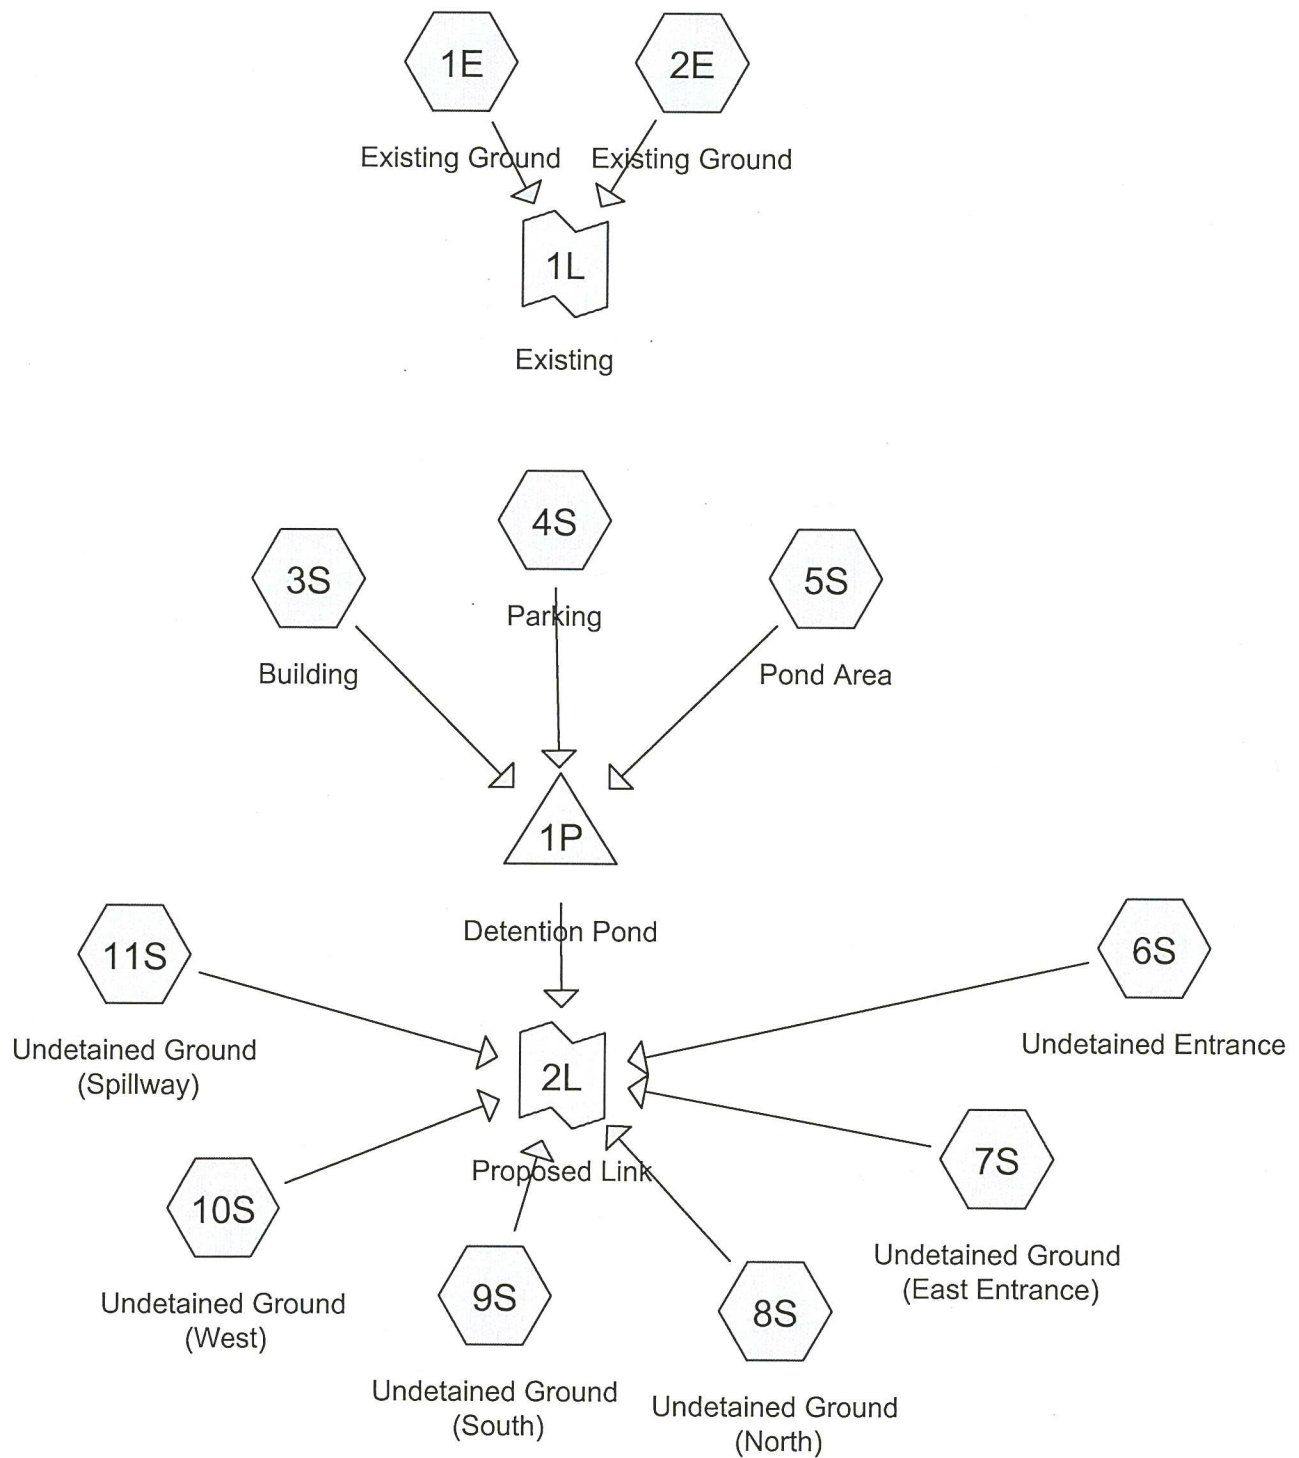 1E
2E
Existing Ground
Existing Ground
1L
Existing
4S
3S
5S
Parking
Building
Pond Area
1P
Detention Pond
11S
6S
Undetained Ground
(Spillway)
Undetained Entrance
2L
7S
Proposed Link
10S
Undetained Ground
(East Entrance)
Undetained Ground
(West)
9S
8S
Undetained Ground
(South)
Undetained Ground
(North)